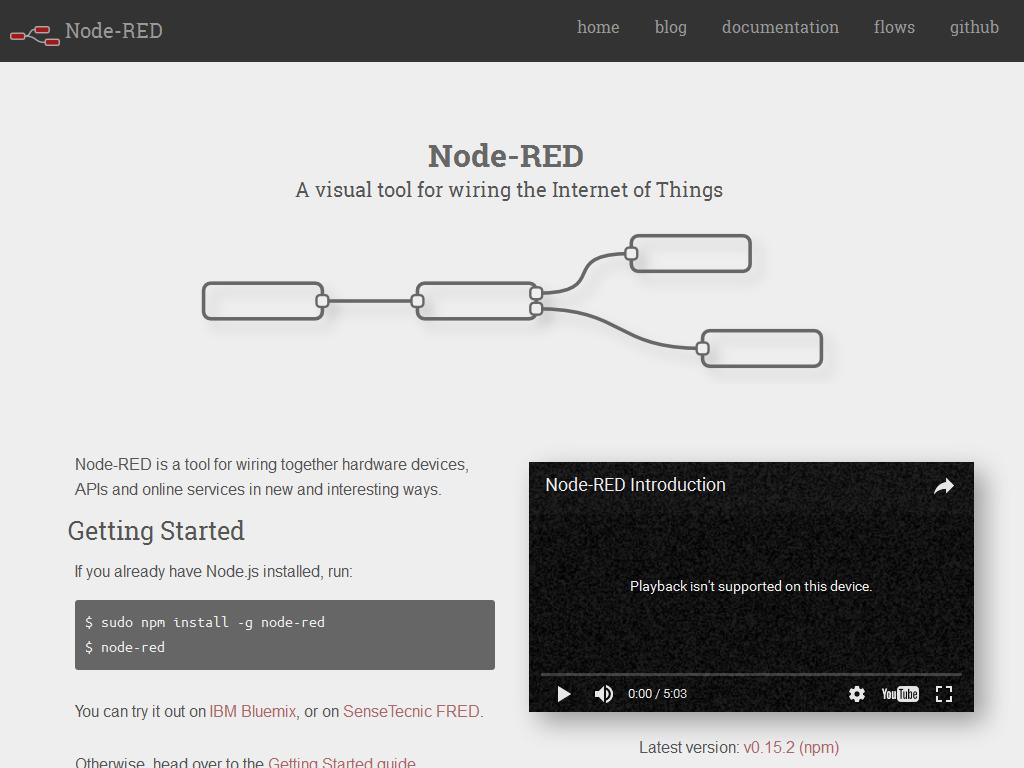 Node-RED
home blog documentation flows github
Node-RED
A visual tool for wiring the Internet of Things
Node-RED is a tool for wiring together hardware devices,
APIs and online services in new and interesting ways.
Getting Started
If you already have Node.js installed, run:
$ sudo npm install -g node-red
$ node-red
You can try it out on IBM Bluemix, or on SenseTecnic FRED.
Otherwise, head over to the Getting Started guide
Node-RED Introduction
Playback isn't supported on this device.
0:00 / 5:03
YouTube
Latest version: v0.15.2 (npm)